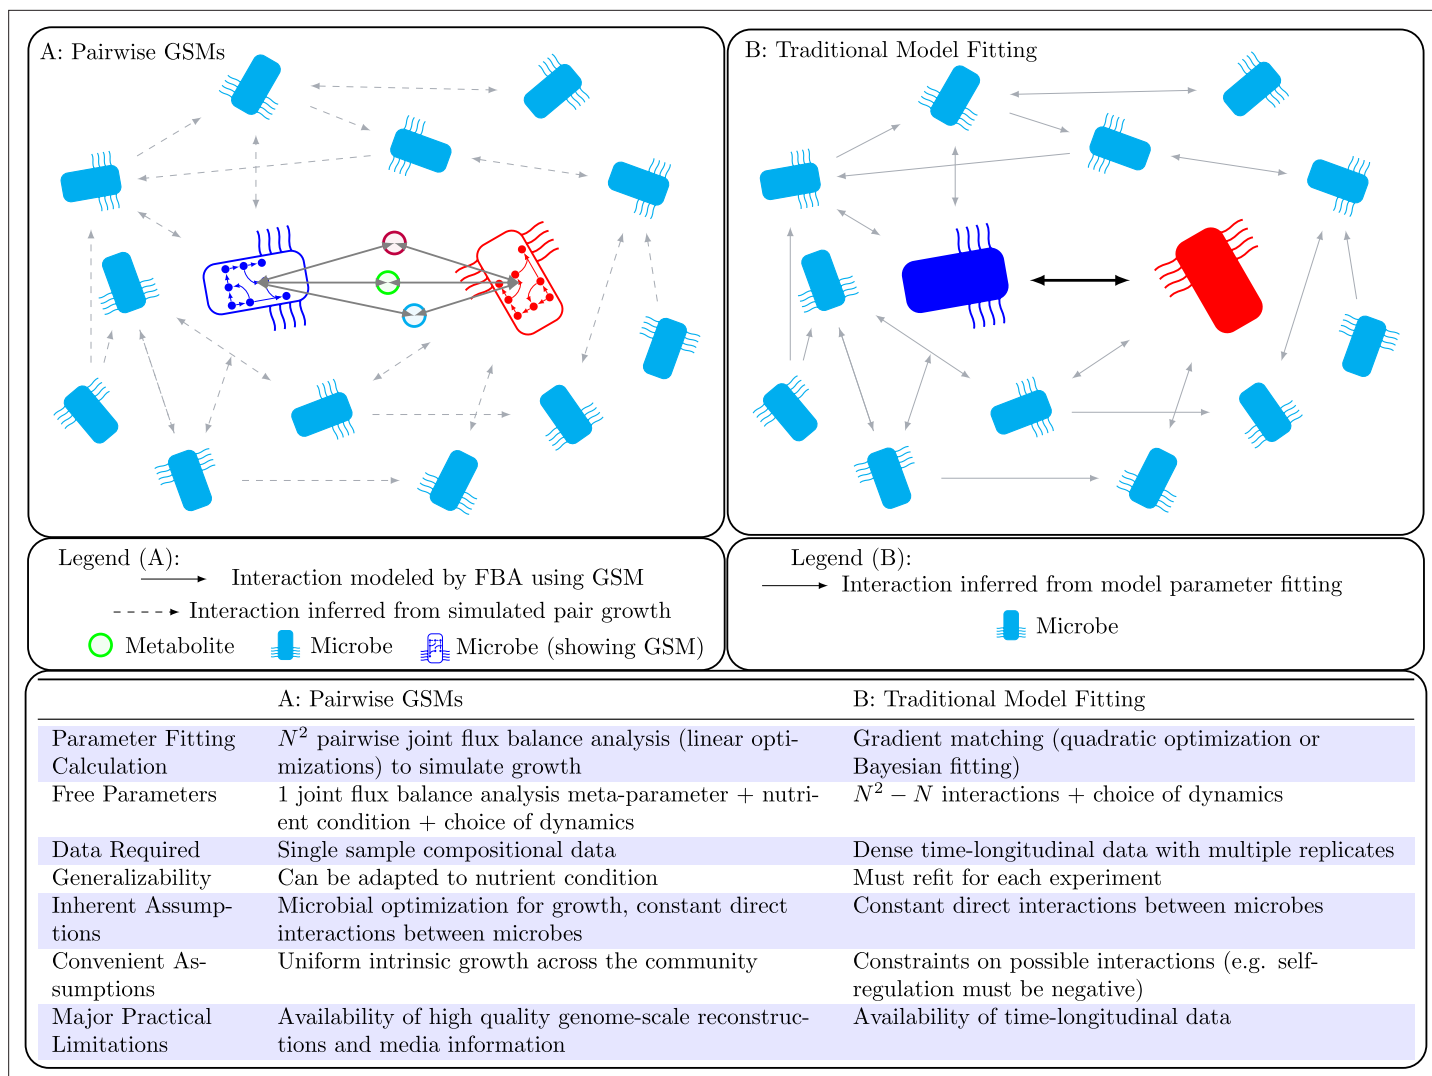 A: Pairwise GSMs
B: Traditional Model Fitting
Legend (A):
Interaction modeled by FBA using GSM
Interaction inferred from simulated pair growth
Metabolite
Microbe
Microbe (showing GSM)
Legend (B):
Interaction inferred from model parameter fitting
Microbe
A: Pairwise GSMs
B: Traditional Model Fitting
Parameter Fitting
Calculation
N² pairwise joint flux balance analysis (linear opti-
mizations) to simulate growth
Gradient matching (quadratic optimization or
Bayesian fitting)
Free Parameters
1 joint flux balance analysis meta-parameter + nutri-
ent condition + choice of dynamics
N² − N interactions + choice of dynamics
Data Required
Single sample compositional data
Dense time-longitudinal data with multiple replicates
Generalizability
Can be adapted to nutrient condition
Must refit for each experiment
Inherent Assump-
tions
Microbial optimization for growth, constant direct
interactions between microbes
Constant direct interactions between microbes
Convenient As-
sumptions
Uniform intrinsic growth across the community
Constraints on possible interactions (e.g. self-
regulation must be negative)
Major Practical
Limitations
Availability of high quality genome-scale reconstruc-
tions and media information
Availability of time-longitudinal data